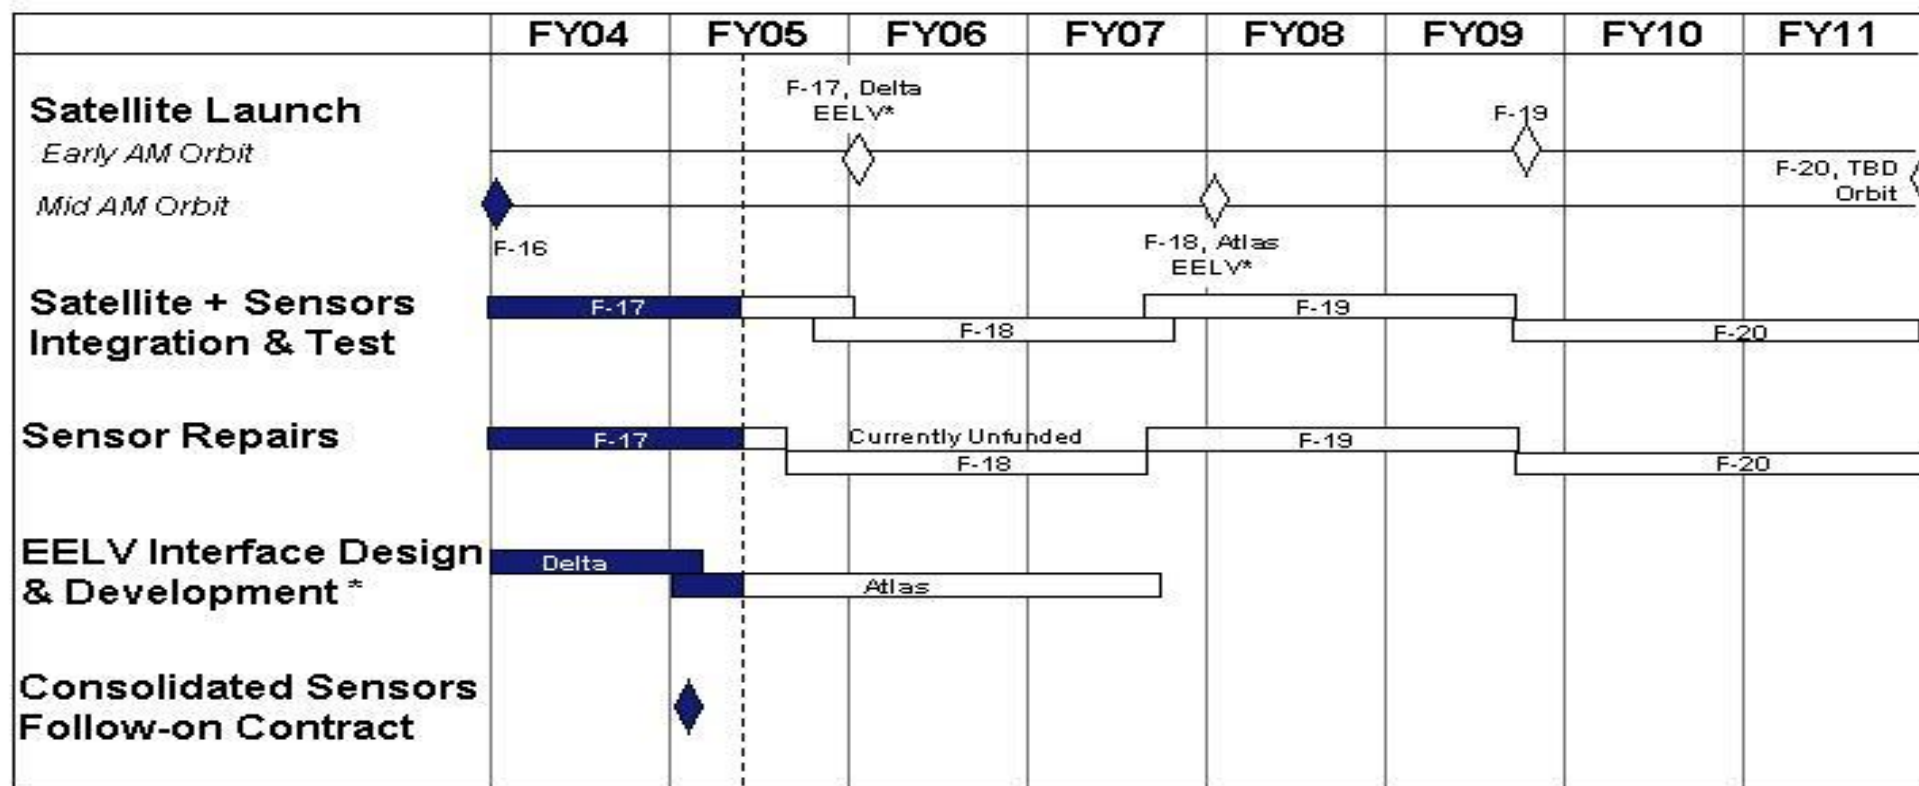 FY04 FY05 FY06 FY07 FY08 FY09 FY10 FY11
F-17, Delta
EELV*
Satellite Launch
F-19
Early AM Orbit
F-20, TBD
Orbit
Mid AM Orbit
F-16
F-18, Atlas
EELV*
Satellite + Sensors
Integration & Test
F-17
F-19
F-18
F-20
Sensor Repairs
F-17
Currently Unfunded
F-19
F-18
F-20
EELV Interface Design
& Development *
Delta
Atlas
Consolidated Sensors
Follow-on Contract